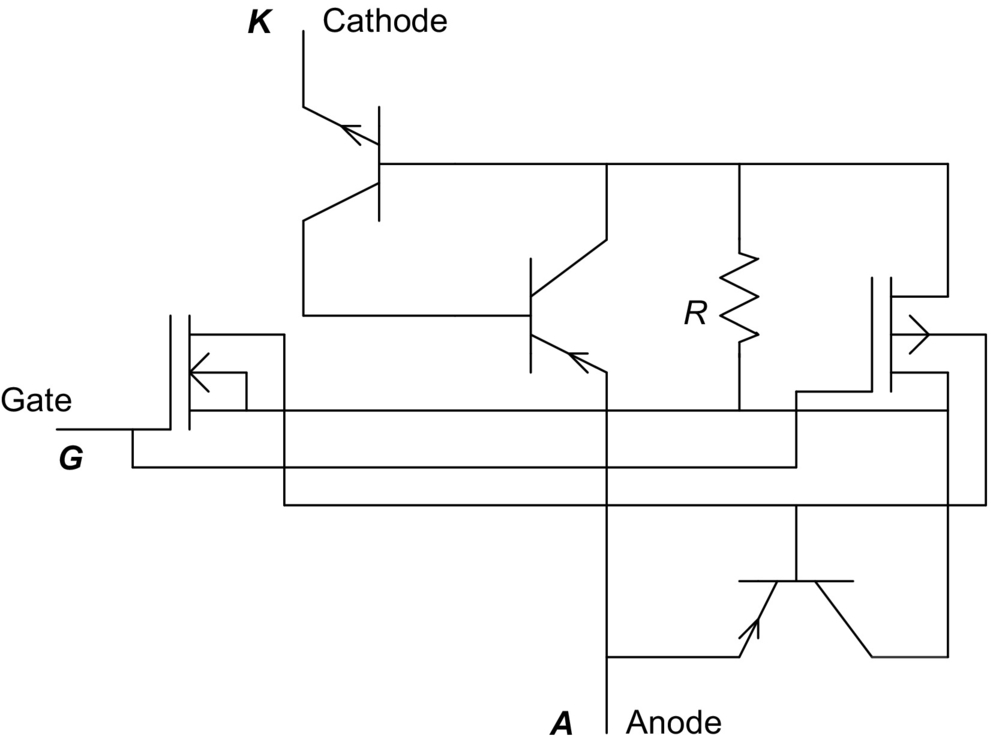 K Cathode
R
Gate
G
A Anode